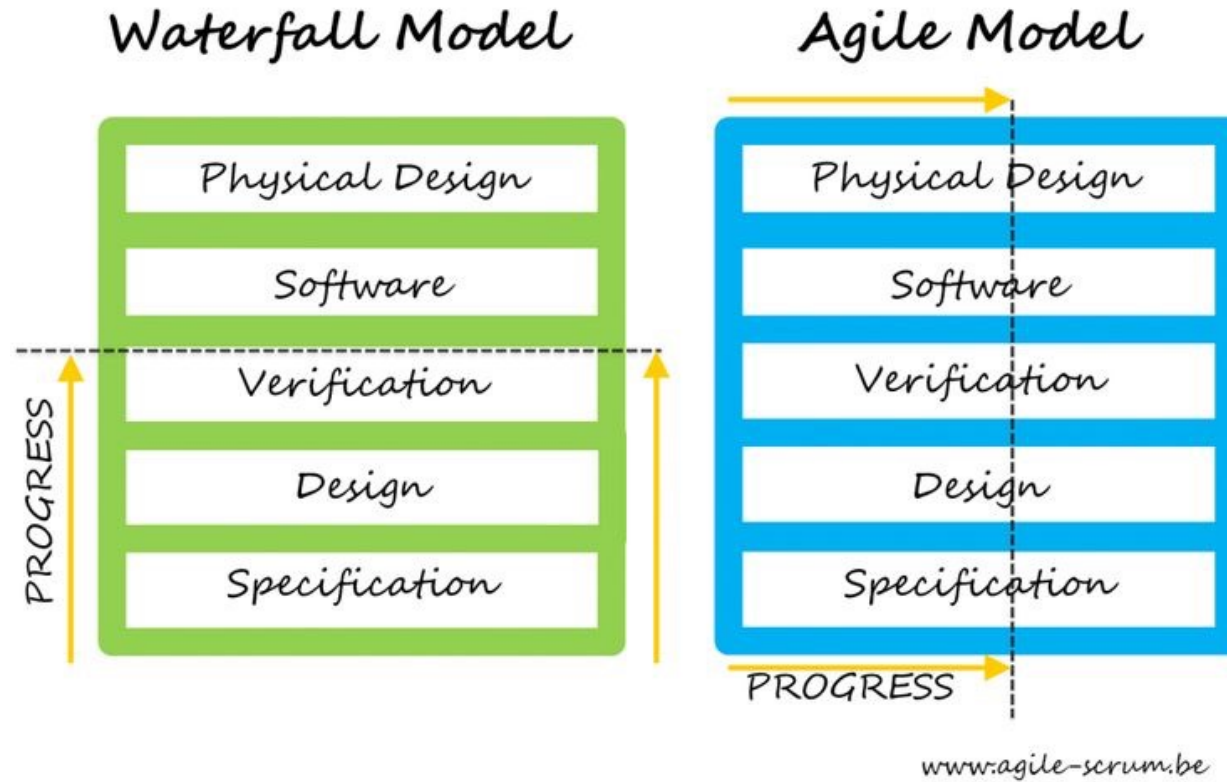 Waterfall Model
Physical Design
Software
Verification
Design
Specification
PROGRESS
Agile Model
Physical Design
Software
Verification
Design
Specification
PROGRESS
www.agile-scrum.be